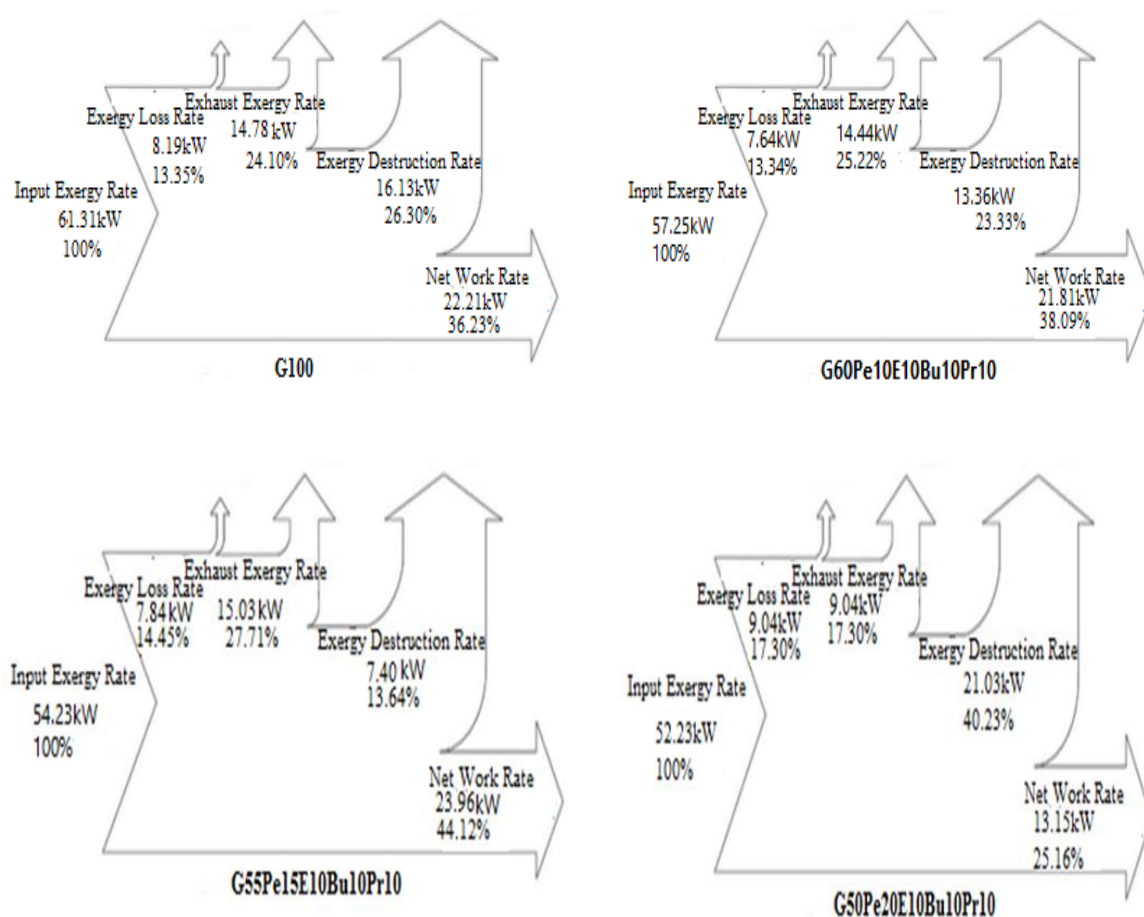 Exhaust Exergy Rate
Exergy Loss Rate
14.78 kW
8.19kW
24.10%
13.35%
Exergy Destruction Rate
16.13kW
26.30%
Input Exergy Rate
61.31kW
100%
Net Work Rate
22.21kW
36.23%
G100
Exhaust Exergy Rate
Exergy Loss Rate
14.44kW
7.64kW
25.22%
13.34%
Exergy Destruction Rate
13.36kW
23.33%
Input Exergy Rate
57.25kW
100%
Net Work Rate
21.81kW
38.09%
G60Pe10E10Bu10Pr10
Exhaust Exergy Rate
Exergy Loss Rate
15.03kW
7.84kW
27.71%
14.45%
Exergy Destruction Rate
7.40 kW
13.64%
Input Exergy Rate
54.23kW
100%
Net Work Rate
23.96kW
44.12%
G55Pe15E10Bu10Pr10
Exhaust Exergy Rate
Exergy Loss Rate
9.04kW
9.04kW
17.30%
17.30%
Exergy Destruction Rate
21.03kW
40.23%
Input Exergy Rate
52.23kW
100%
Net Work Rate
13.15kW
25.16%
G50Pe20E10Bu10Pr10